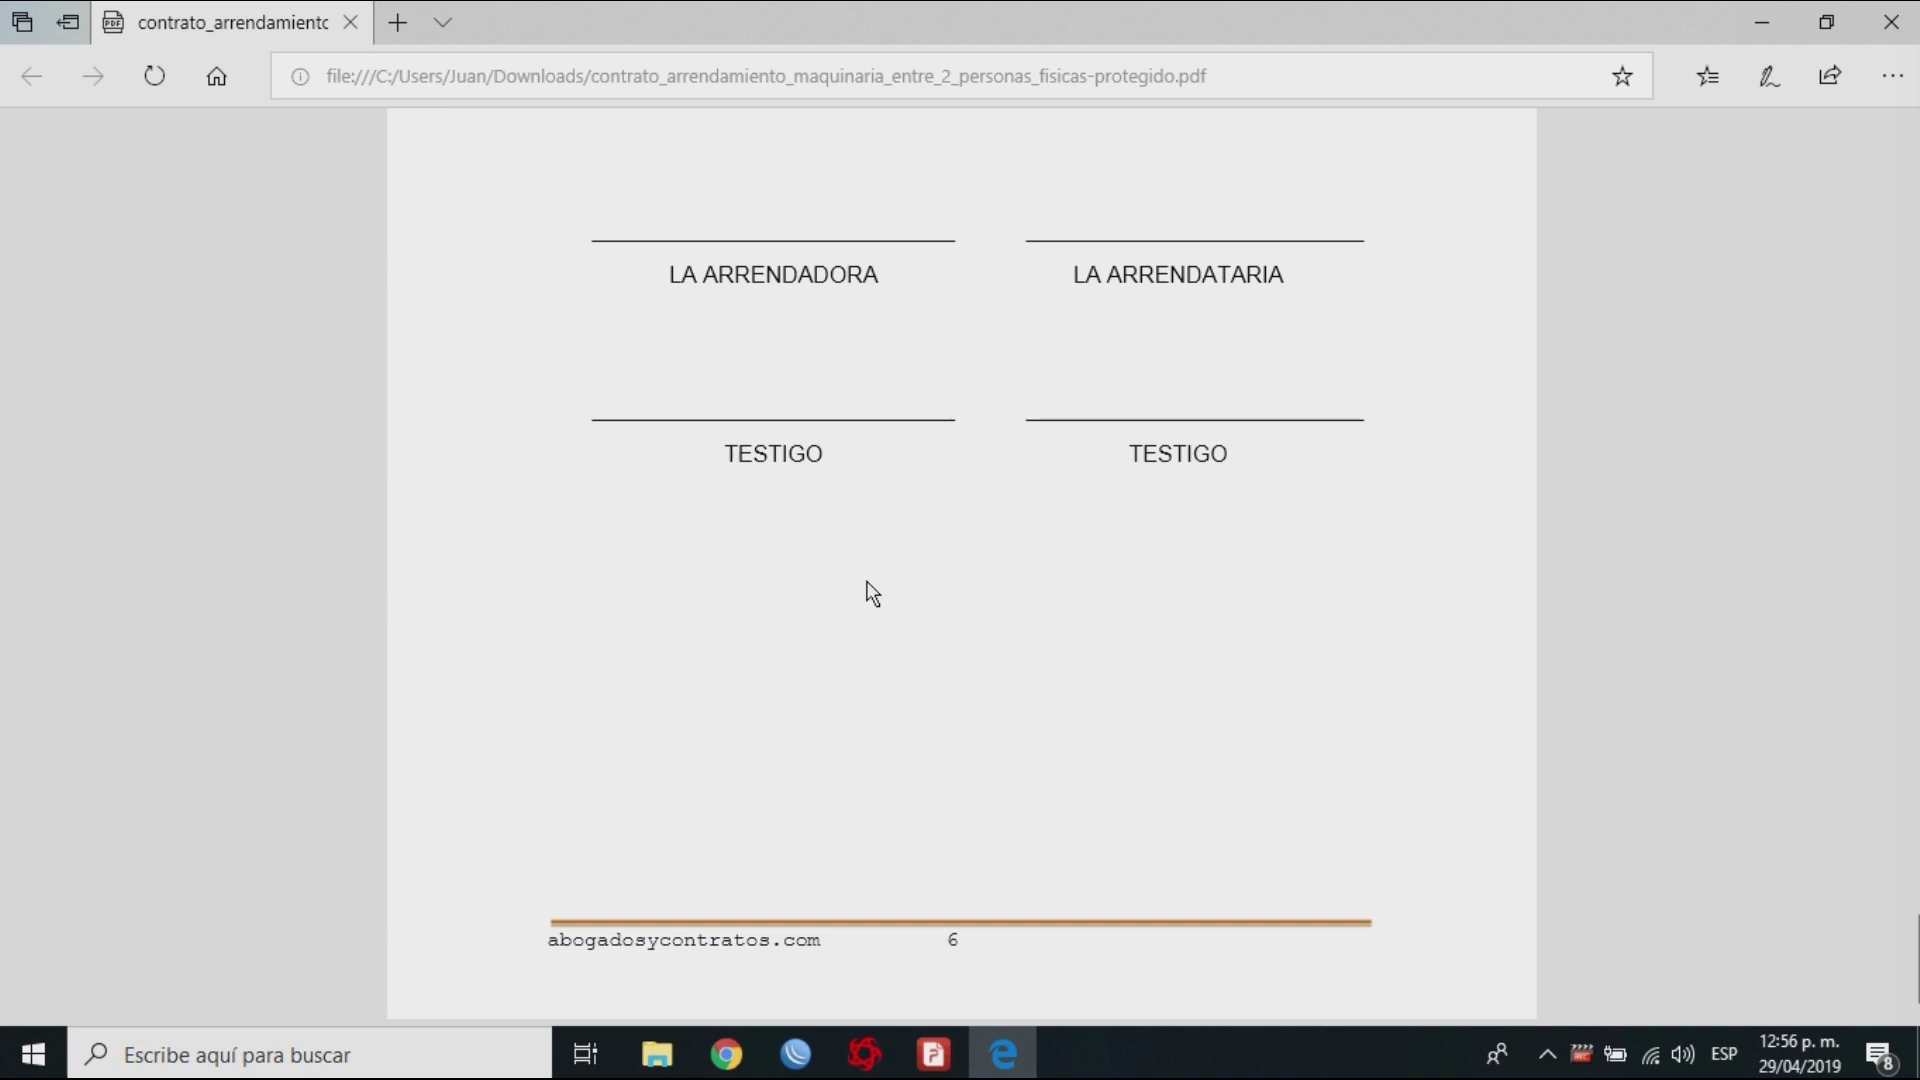 contrato_arrendamientc
file:///C:/Users/Juan/Downloads/contrato_arrendamiento_maquinaria_entre_2_personas_fisicas-protegido.pdf
LA ARRENDADORA LA ARRENDATARIA
TESTIGO TESTIGO
abogadosycontratos.com 6
Escribe aquí para buscar
ESP
12:56 p. m.
29/04/2019
8